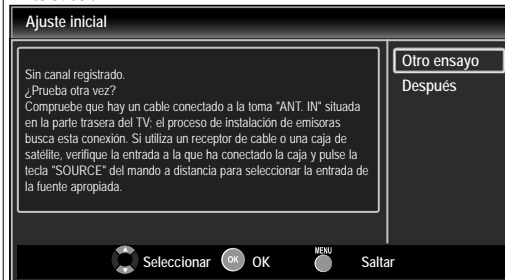 Ajuste inicial
Sin canal registrado.
¿Prueba otra vez?
Compruebe que hay un cable conectado a la toma "ANT. IN" situada
en la parte trasera del TV; el proceso de instalación de emisoras
busca esta conexión. Si utiliza un receptor de cable o una caja de
satélite, verifique la entrada a la que ha conectado la caja y pulse la
tecla "SOURCE" del mando a distancia para seleccionar la entrada de
la fuente apropiada.
Otro ensayo
Después
Seleccionar OK OK MENU Saltar